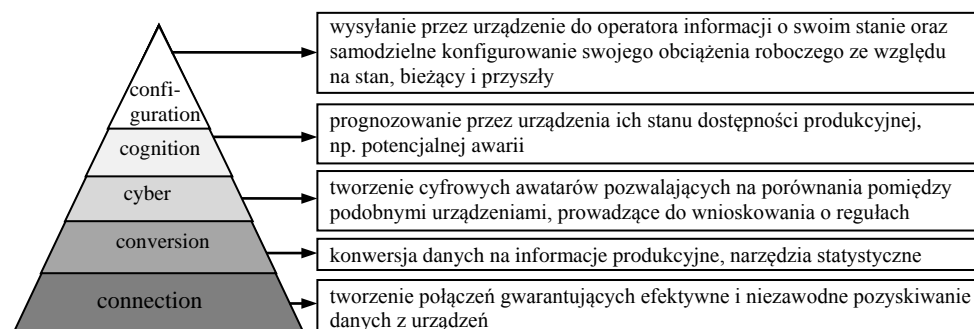 wysyłanie przez urządzenie do operatora informacji o swoim stanie oraz
samodzielne konfigurowanie swojego obciążenia roboczego ze względu
na stan, bieżący i przyszły
confi-
guration
prognozowanie przez urządzenia ich stanu dostępności produkcyjnej,
np. potencjalnej awarii
cognition
tworzenie cyfrowych awatarów pozwalających na porównania pomiędzy
podobnymi urządzeniami, prowadzące do wnioskowania o regułach
cyber
konwersja danych na informacje produkcyjne, narzędzia statystyczne
conversion
tworzenie połączeń gwarantujących efektywne i niezawodne pozyskiwanie
danych z urządzeń
connection